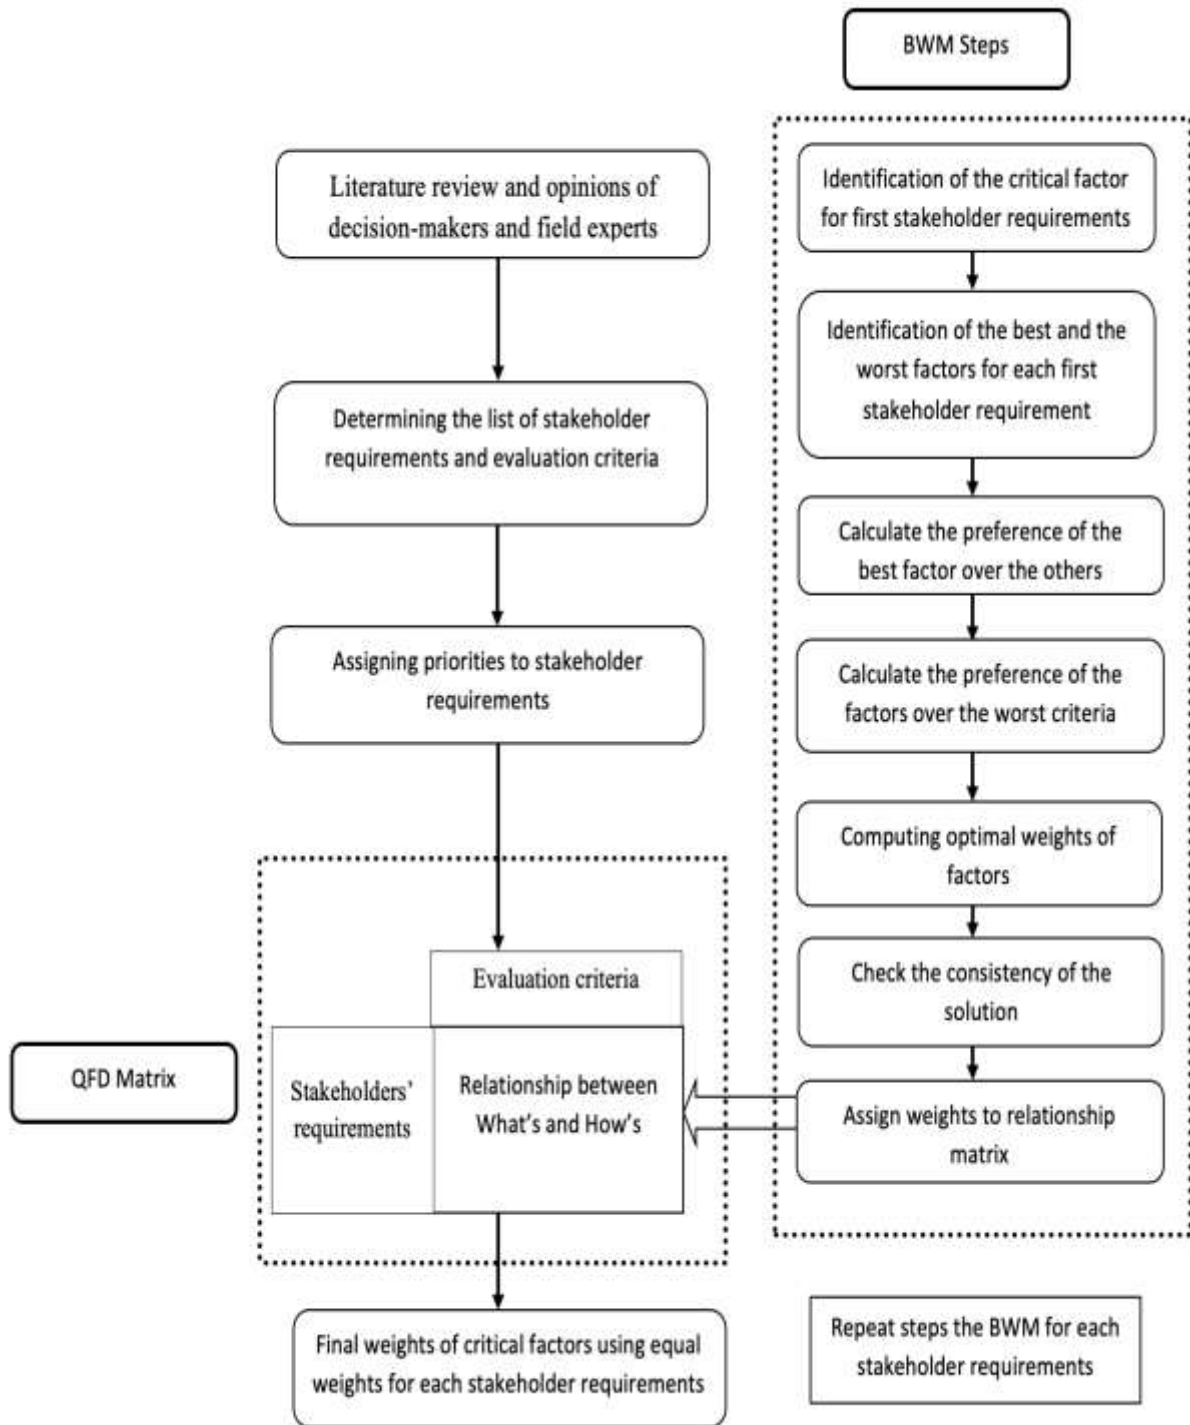 BWM Steps
Literature review and opinions of
decision-makers and field experts
Determining the list of stakeholder
requirements and evaluation criteria
Assigning priorities to stakeholder
requirements
Evaluation criteria
QFD Matrix
Stakeholders’
requirements
Relationship between
What’s and How’s
Final weights of critical factors using equal
weights for each stakeholder requirements
Identification of the critical factor
for first stakeholder requirements
Identification of the best and the
worst factors for each first
stakeholder requirement
Calculate the preference of the
best factor over the others
Calculate the preference of the
factors over the worst criteria
Computing optimal weights of
factors
Check the consistency of the
solution
Assign weights to relationship
matrix
Repeat steps the BWM for each
stakeholder requirements